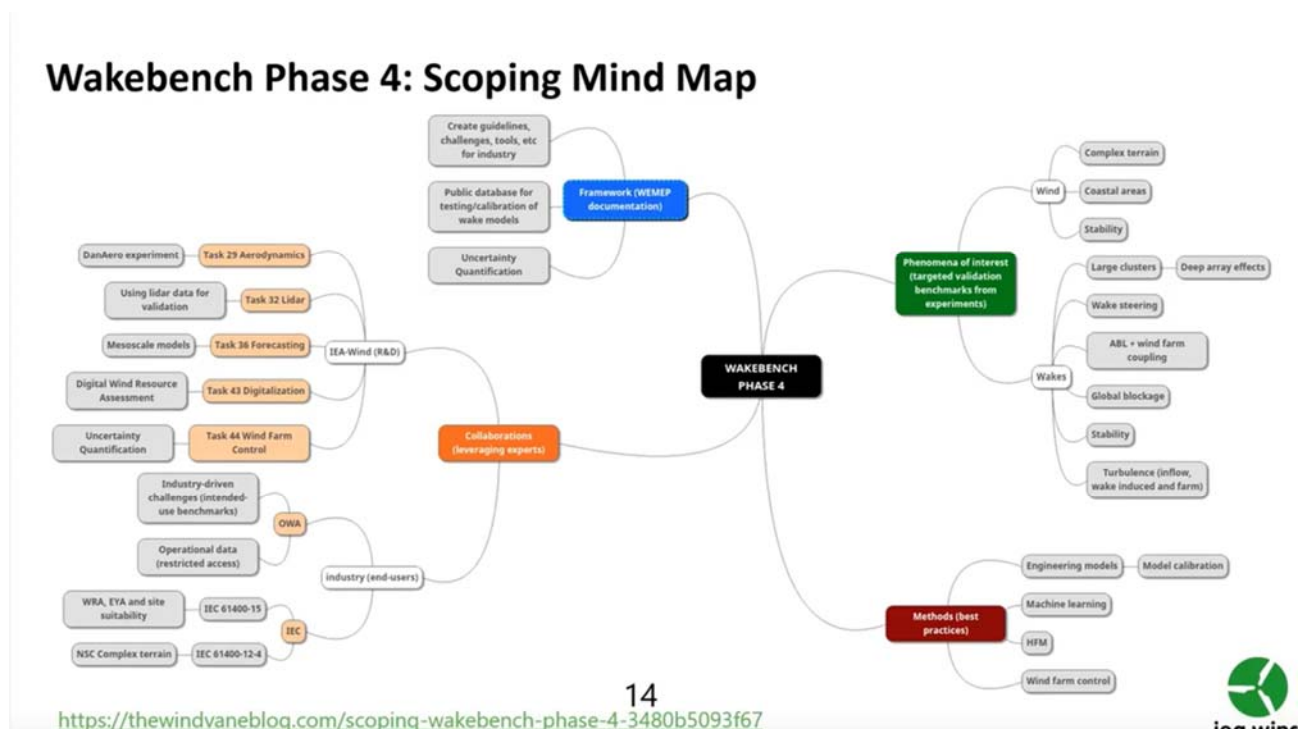 Wakebench Phase 4: Scoping Mind Map
Create guidelines,
challenges, tools, etc
for industry
Public database for
testing/calibration of
wake models
Uncertainty
Quantification
Framework (WEMEP
documentation)
DanAero experiment
Task 29 Aerodynamics
Using lidar data for
validation
Task 32 Lidar
Mesoscale models
Task 36 Forecasting
Digital Wind Resource
Assessment
Task 43 Digitalization
Uncertainty
Quantification
Task 44 Wind Farm
Control
IEA-Wind (R&D)
Collaborations
(leveraging experts)
Industry-driven
challenges (intended-
use benchmarks)
Operational data
(restricted access)
OWA
industry (end-users)
WRA, EYA and site
suitability
IEC 61400-15
IEC
NSC Complex terrain
IEC 61400-12-4
WAKEBENCH
PHASE 4
Phenomena of interest
(targeted validation
benchmarks from
experiments)
Wind
Complex terrain
Coastal areas
Stability
Wakes
Large clusters
Deep array effects
Wake steering
ABL + wind farm
coupling
Global blockage
Stability
Turbulence (inflow,
wake induced and farm)
Methods (best
practices)
Engineering models
Model calibration
Machine learning
HFM
Wind farm control
14
https://thewindvaneblog.com/scoping-wakebench-phase-4-3480b5093f67